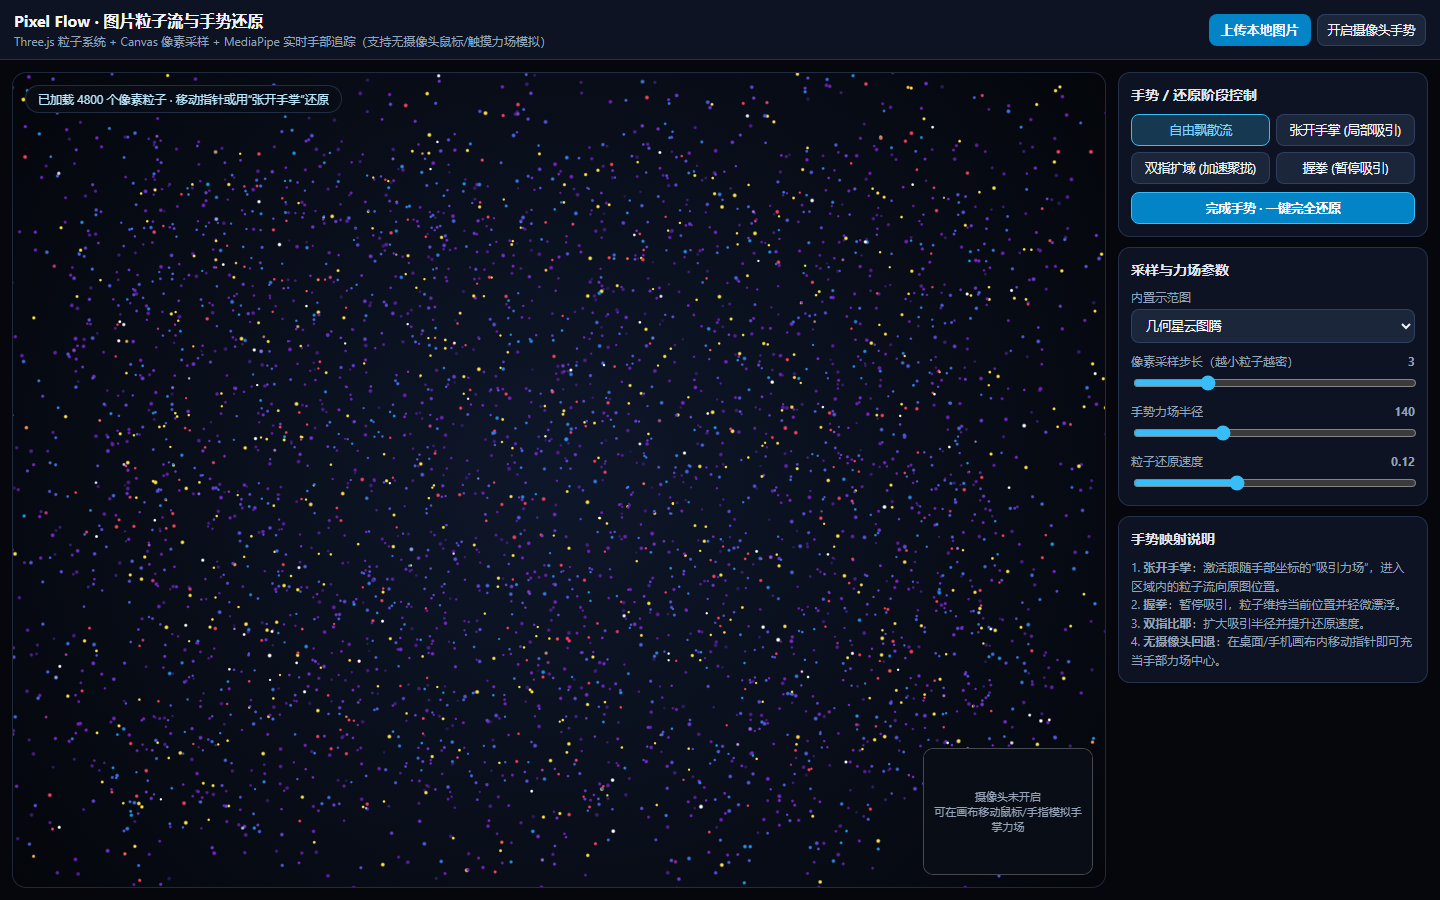 Pixel Flow · 图片粒子流与手势还原
Three.js 粒子系统 + Canvas 像素采样 + MediaPipe 实时手部追踪（支持无摄像头鼠标/触摸力场模拟）
上传本地图片
开启摄像头手势
已加载 4800 个像素粒子 · 移动指针或用"张开手掌"还原
摄像头未开启
可在画布移动鼠标/手指模拟手
掌力场
手势 / 还原阶段控制
自由飘散流
张开手掌 (局部吸引)
双指扩域 (加速聚拢)
握拳 (暂停吸引)
完成手势 · 一键完全还原
采样与力场参数
内置示范图
几何星云图腾
像素采样步长（越小粒子越密） 3
手势力场半径 140
粒子还原速度 0.12
手势映射说明
1. 张开手掌：激活跟随手部坐标的"吸引力场"，进入
区域内的粒子流向原图位置。
2. 握拳：暂停吸引，粒子维持当前位置并轻微漂浮。
3. 双指比耶：扩大吸引半径并提升还原速度。
4. 无摄像头回退：在桌面/手机画布内移动指针即可充
当手部力场中心。